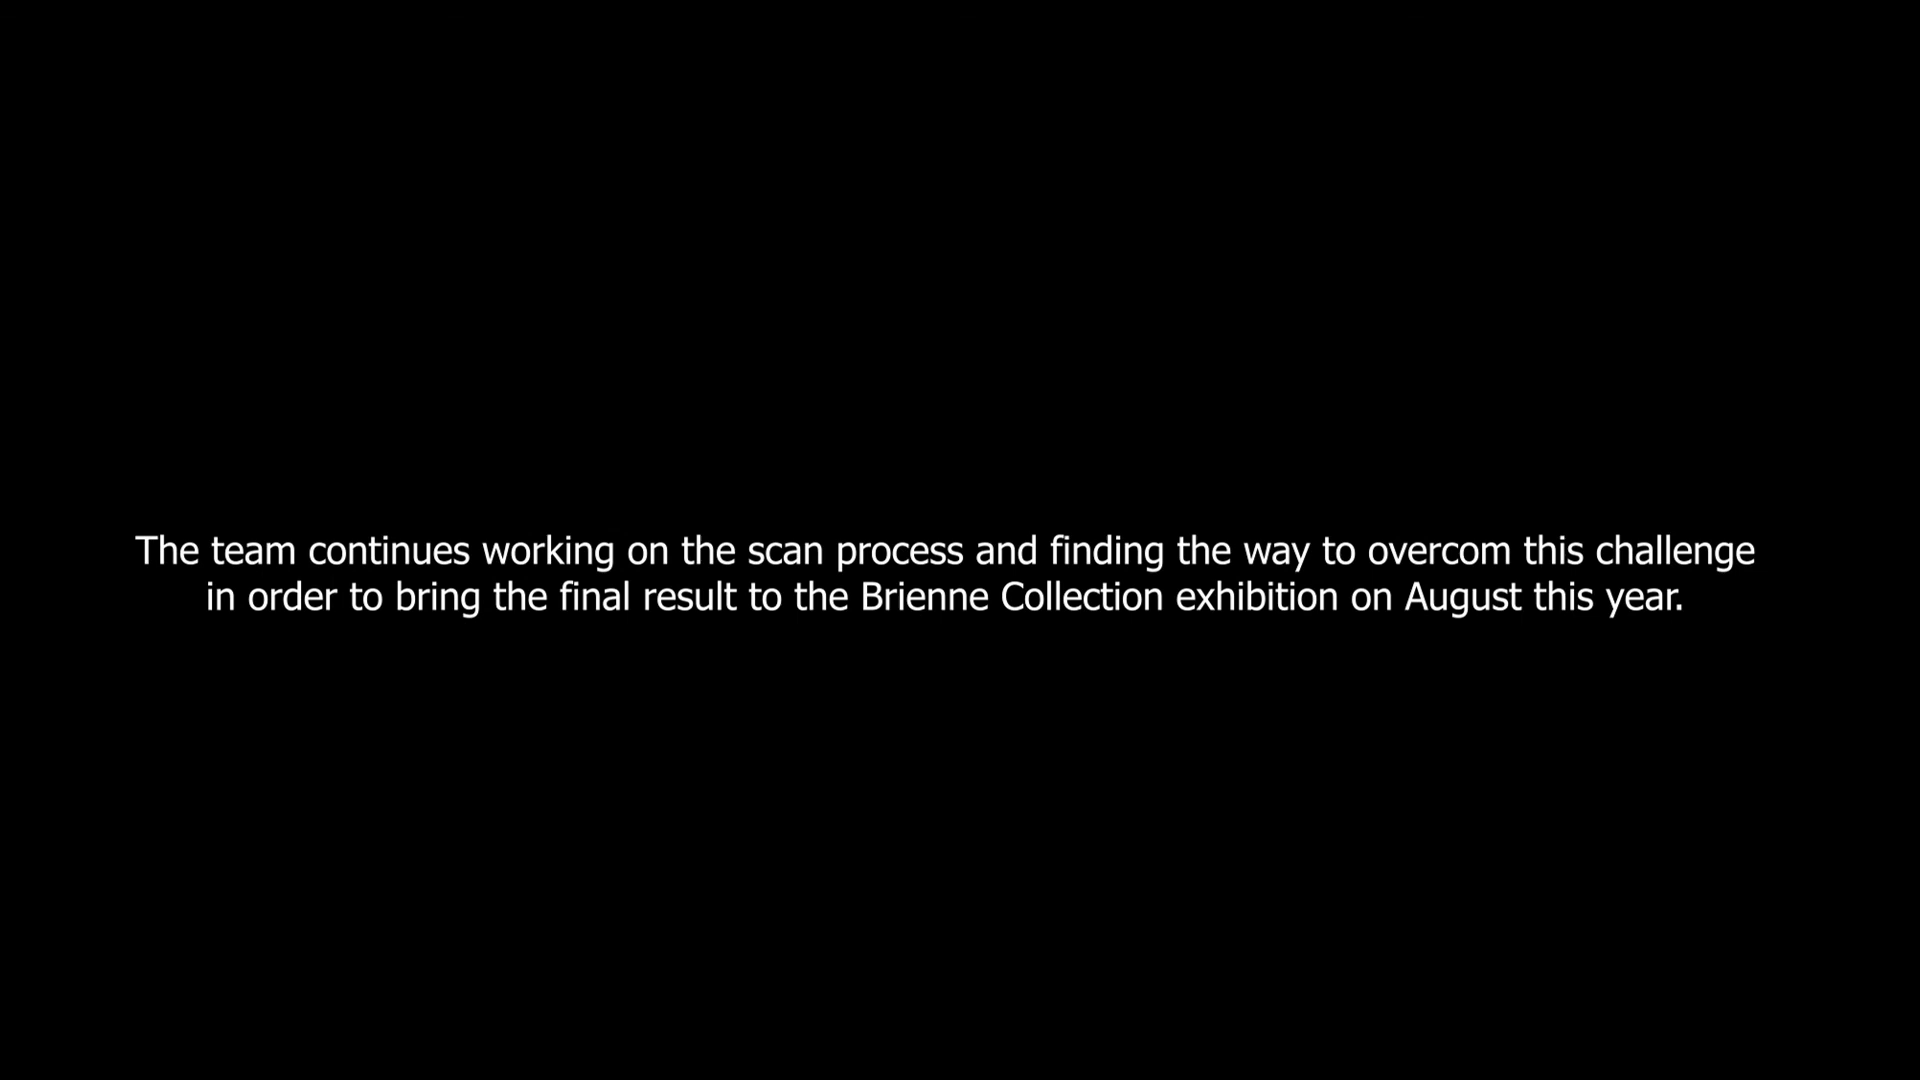 The team continues working on the scan process and finding the way to overcom this challenge
in order to bring the final result to the Brienne Collection exhibition on August this year.